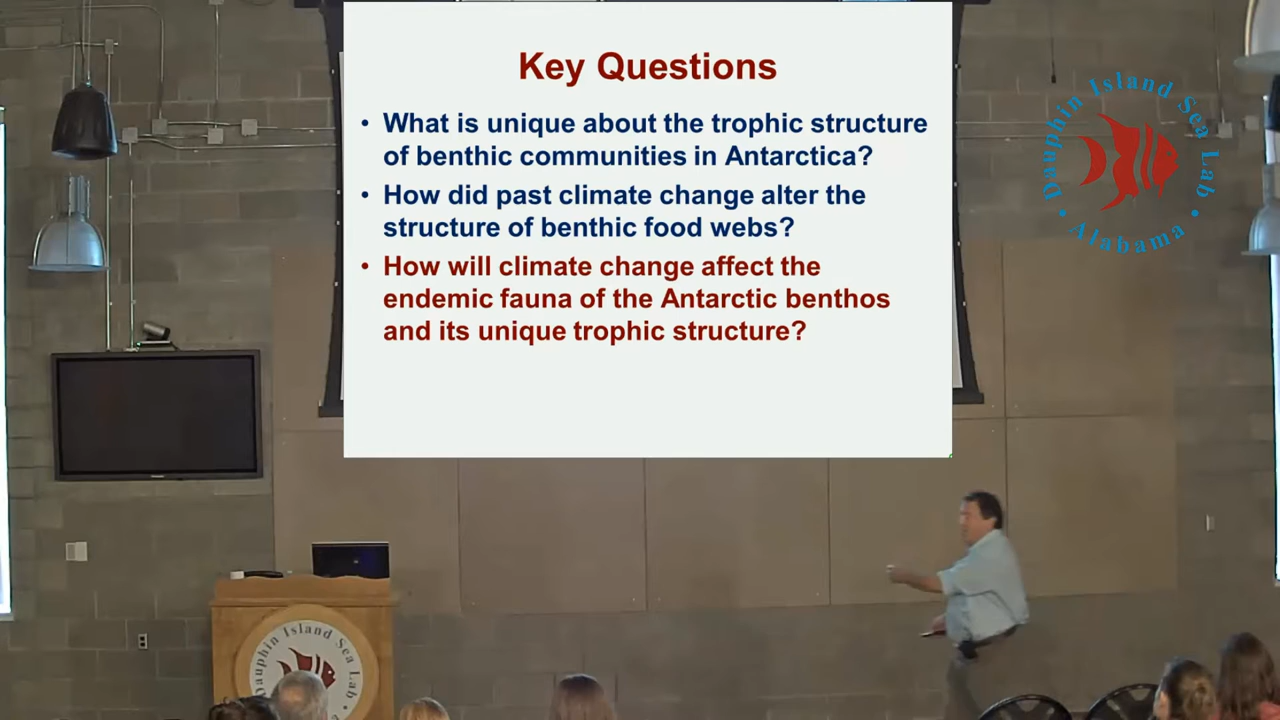 Key Questions
• What is unique about the trophic structure
of benthic communities in Antarctica?
• How did past climate change alter the
structure of benthic food webs?
• How will climate change affect the
endemic fauna of the Antarctic benthos
and its unique trophic structure?
Dauphin Island Sea Lab
• Alabama •
Dauphin Island Sea Lab